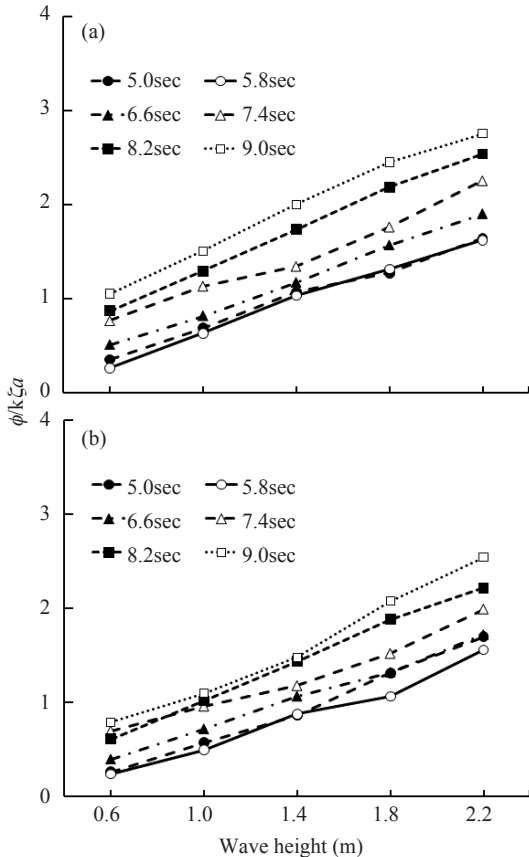 (a)
4
3
2
1
0
5.0sec 5.8sec
6.6sec 7.4sec
8.2sec 9.0sec
ϕ/kξa
(b)
4
3
2
1
0
5.0sec 5.8sec
6.6sec 7.4sec
8.2sec 9.0sec
0.6 1.0 1.4 1.8 2.2
Wave height (m)